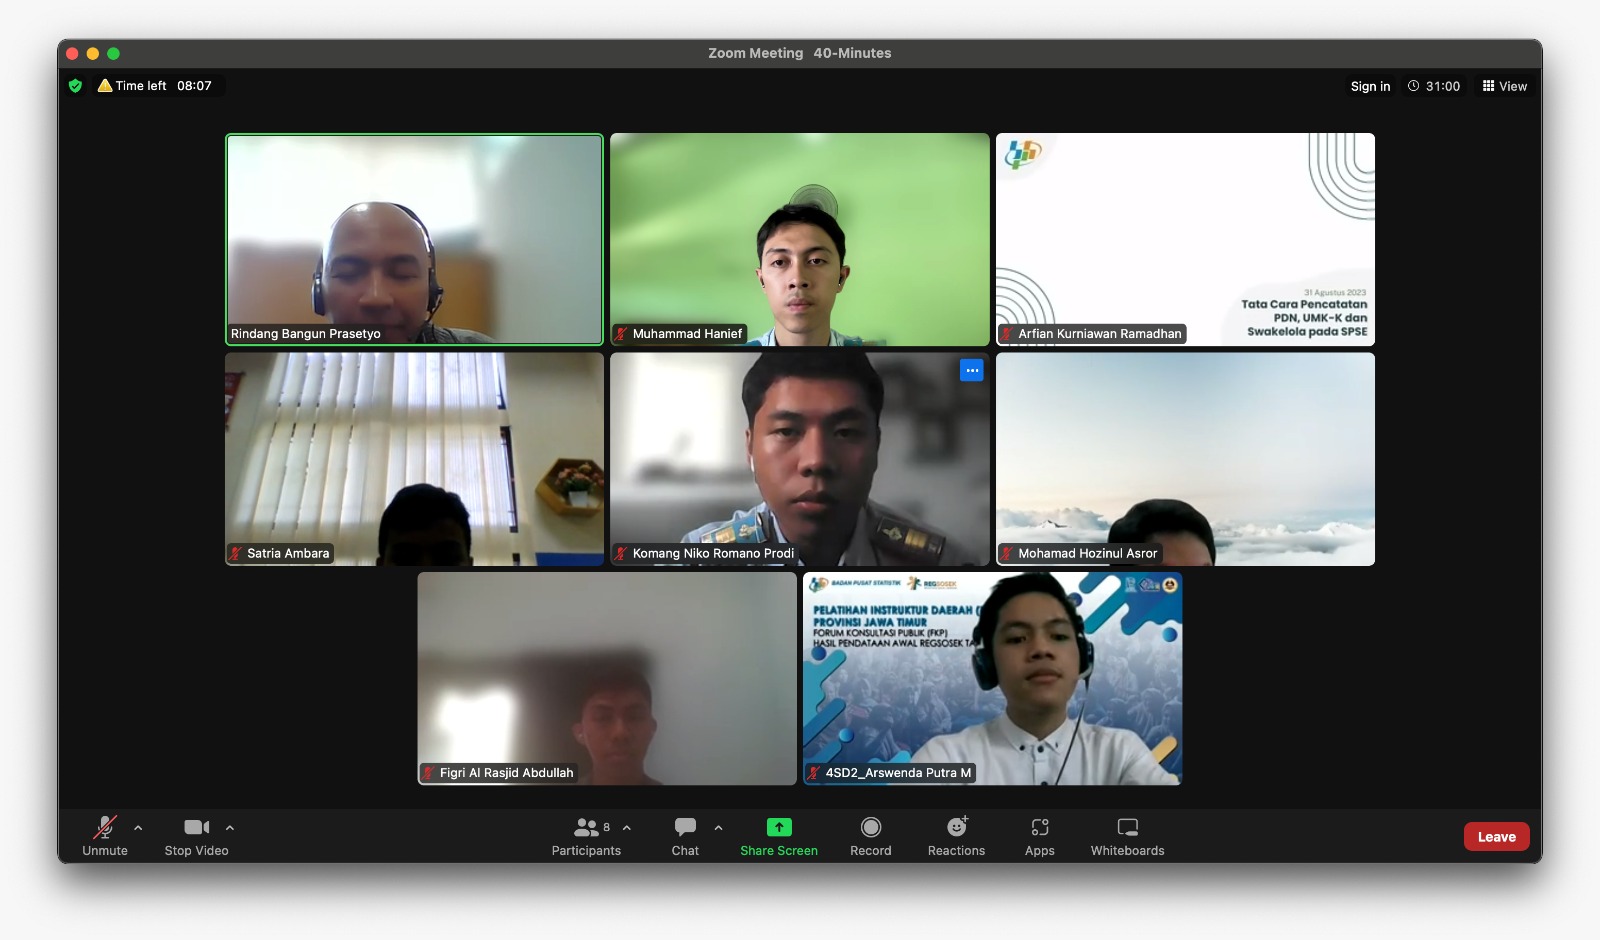 Zoom Meeting 40-Minutes
Time left 08:07
Sign in
31:00
View
Rindang Bangun Prasetyo
Muhammad Hanief
31 Agustus 2023
Tata Cara Pencatatan
PDN, UMK-K dan
Swakelola pada SPSE
Arfian Kurniawan Ramadhan
Satria Ambara
Komang Niko Romano Prodi
Mohamad Hozinul Asror
Figri Al Rasjid Abdullah
BADAN PUSAT STATISTIK
REGSOSEK
PELATIHAN INSTRUKTUR DAERAH (
PROVINSI JAWA TIMUR
FORUM KONSULTASI PUBLIK (FKP)
HASIL PENDATAAN AWAL REGSOSEK TA
4SD2_Arswenda Putra M
Unmute
Stop Video
8
Participants
Chat
Share Screen
Record
Reactions
Apps
Whiteboards
Leave